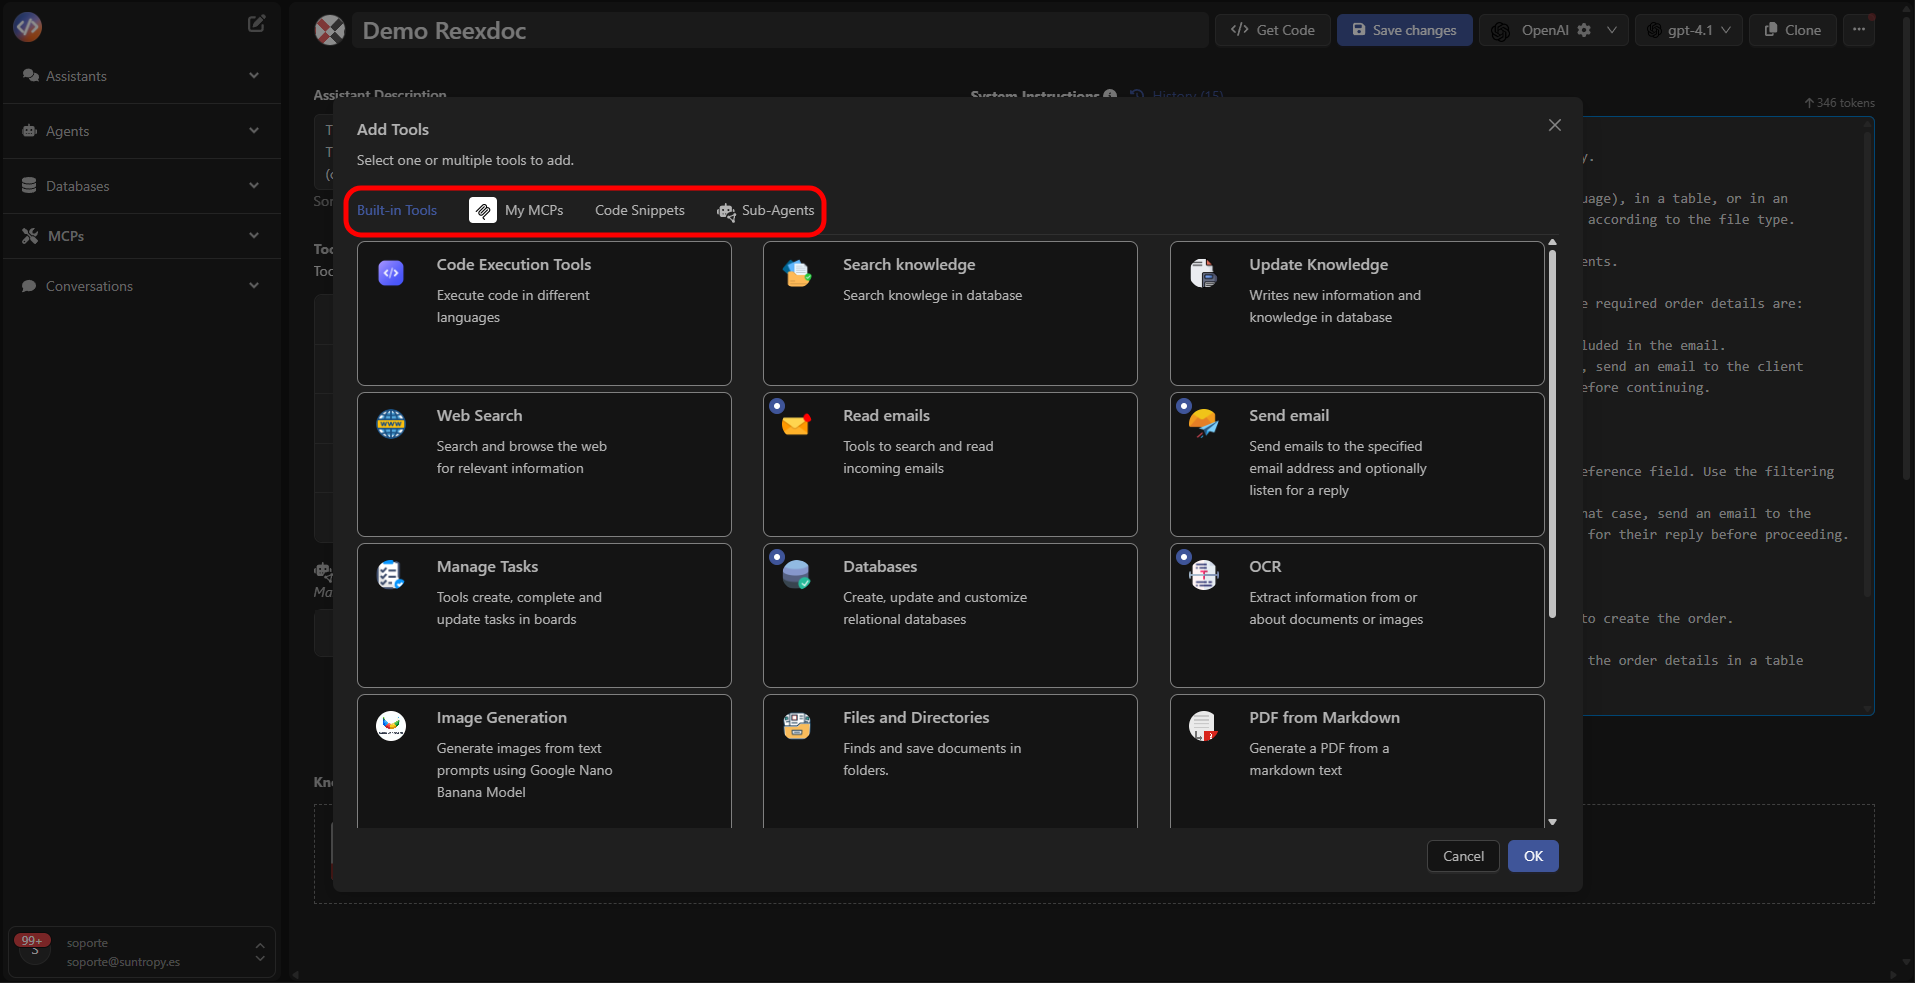 Demo Reexdoc
Get Code
Save changes
OpenAI
gpt-4.1
Clone
Assistants
Agents
Databases
MCPs
Conversations
Assistant Description
System Instructions
History (15)
346 tokens
Add Tools
Select one or multiple tools to add.
Built-in Tools
My MCPs
Code Snippets
Sub-Agents
Code Execution Tools
Execute code in different
languages
Search knowledge
Search knowlege in database
Update Knowledge
Writes new information and
knowledge in database
Web Search
Search and browse the web
for relevant information
Read emails
Tools to search and read
incoming emails
Send email
Send emails to the specified
email address and optionally
listen for a reply
Manage Tasks
Tools create, complete and
update tasks in boards
Databases
Create, update and customize
relational databases
OCR
Extract information from or
about documents or images
Image Generation
Generate images from text
prompts using Google Nano
Banana Model
Files and Directories
Finds and save documents in
folders.
PDF from Markdown
Generate a PDF from a
markdown text
Cancel
OK
in a table, or in an
according to the file type.
required order details are:
in the email.
, send an email to the client
continuing.
field. Use the filtering
case, send an email to the
for their reply before proceeding.
to create the order.
the order details in a table
99+
S
soporte
soporte@suntropy.es